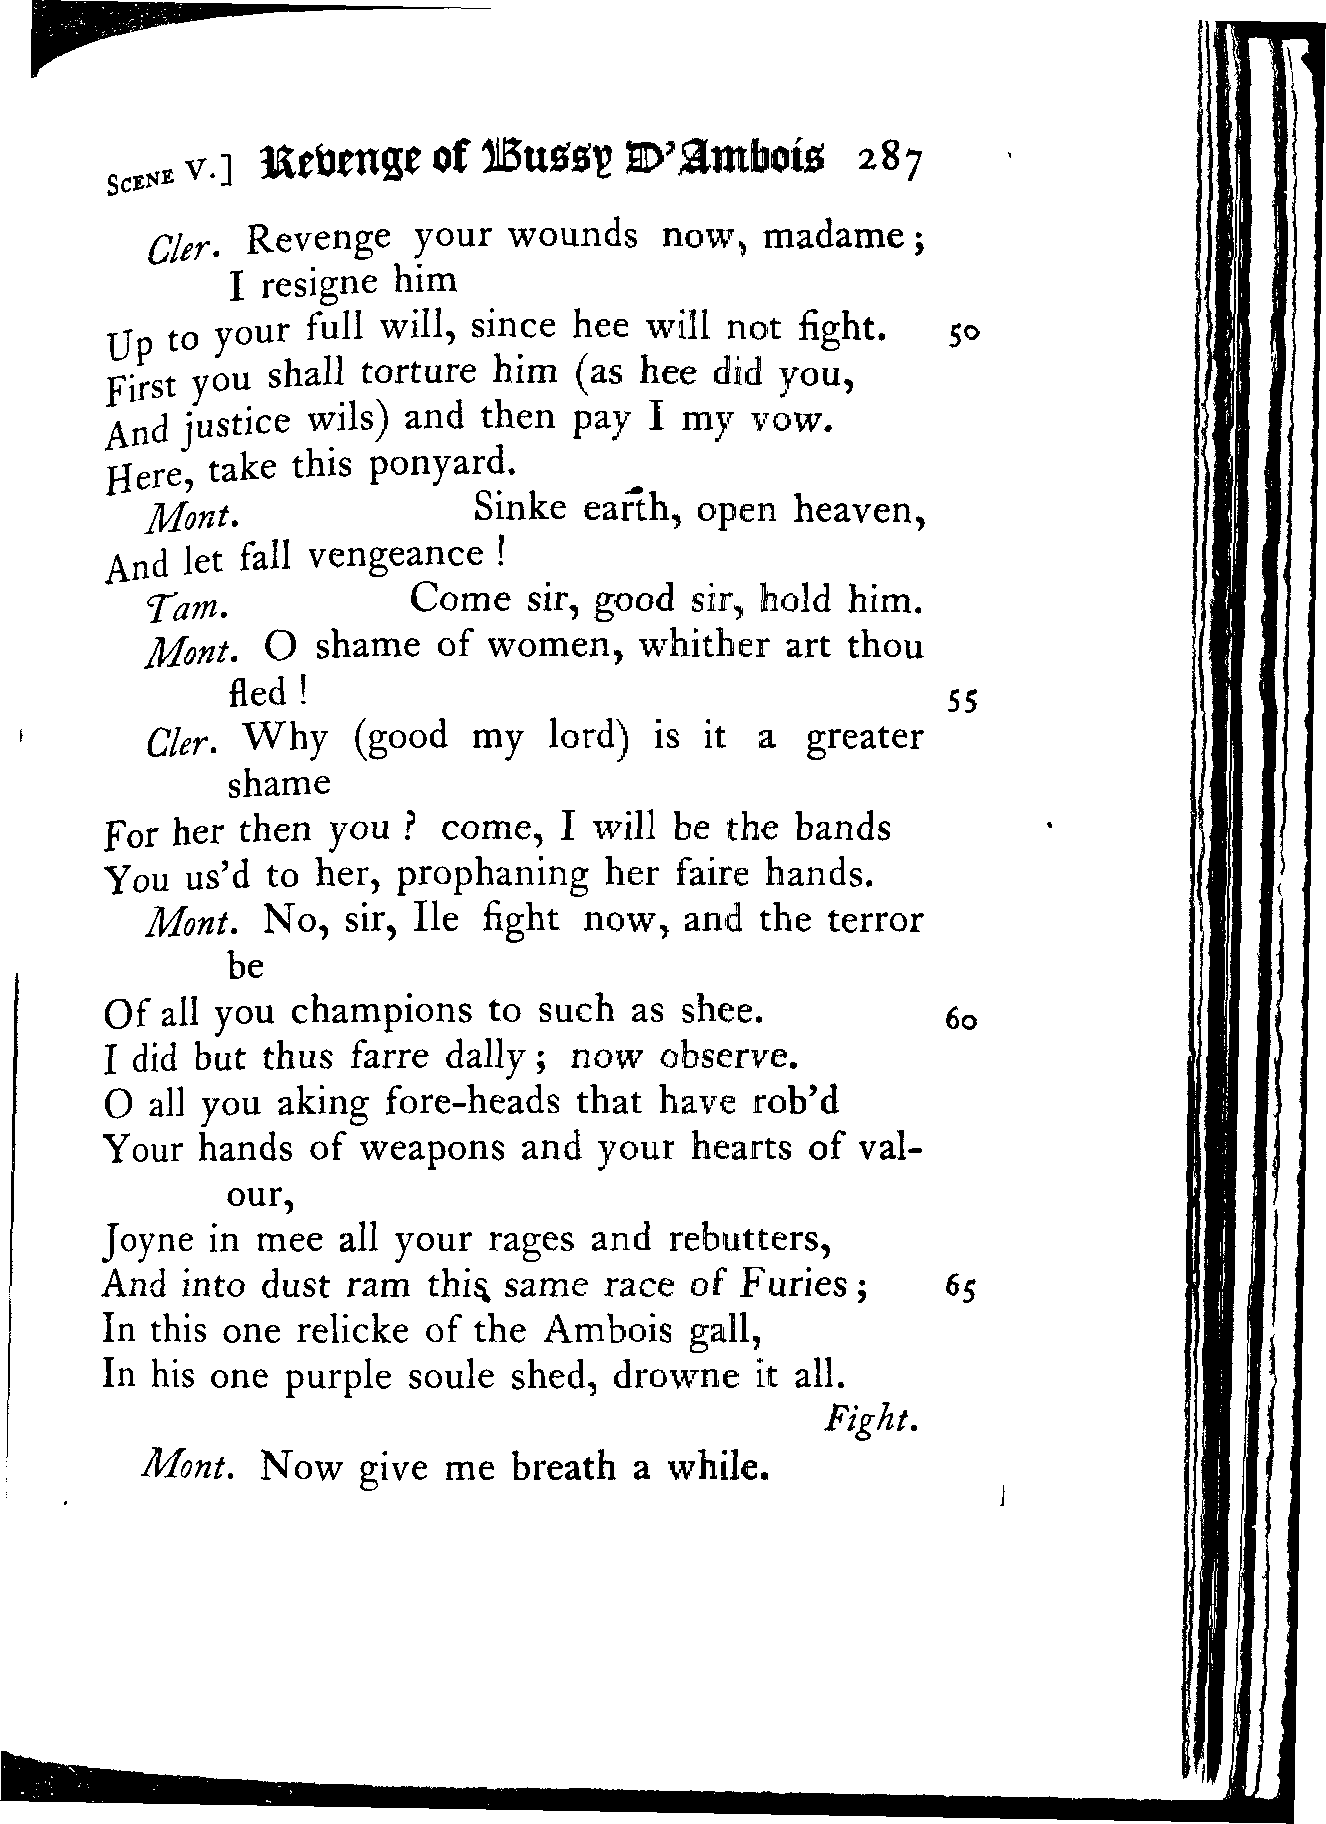 SCENE V.] Revenge of Bussy D'Ambois 287
Cler. Revenge your wounds now, madame;
I resigne him
Up to your full will, since hee will not fight. 50
First you shall torture him (as hee did you,
And justice wils) and then pay I my vow.
Here, take this ponyard.
Mont. Sinke earth, open heaven,
And let fall vengeance !
Tam. Come sir, good sir, hold him.
Mont. O shame of women, whither art thou
fled ! 55
Cler. Why (good my lord) is it a greater
shame
For her then you ? come, I will be the bands
You us'd to her, prophaning her faire hands.
Mont. No, sir, Ile fight now, and the terror
be
Of all you champions to such as shee. 60
I did but thus farre dally; now observe.
O all you aking fore-heads that have rob'd
Your hands of weapons and your hearts of val-
our,
Joyne in mee all your rages and rebutters,
And into dust ram this same race of Furies; 65
In this one relicke of the Ambois gall,
In his one purple soule shed, drowne it all.
Fight.
Mont. Now give me breath a while.